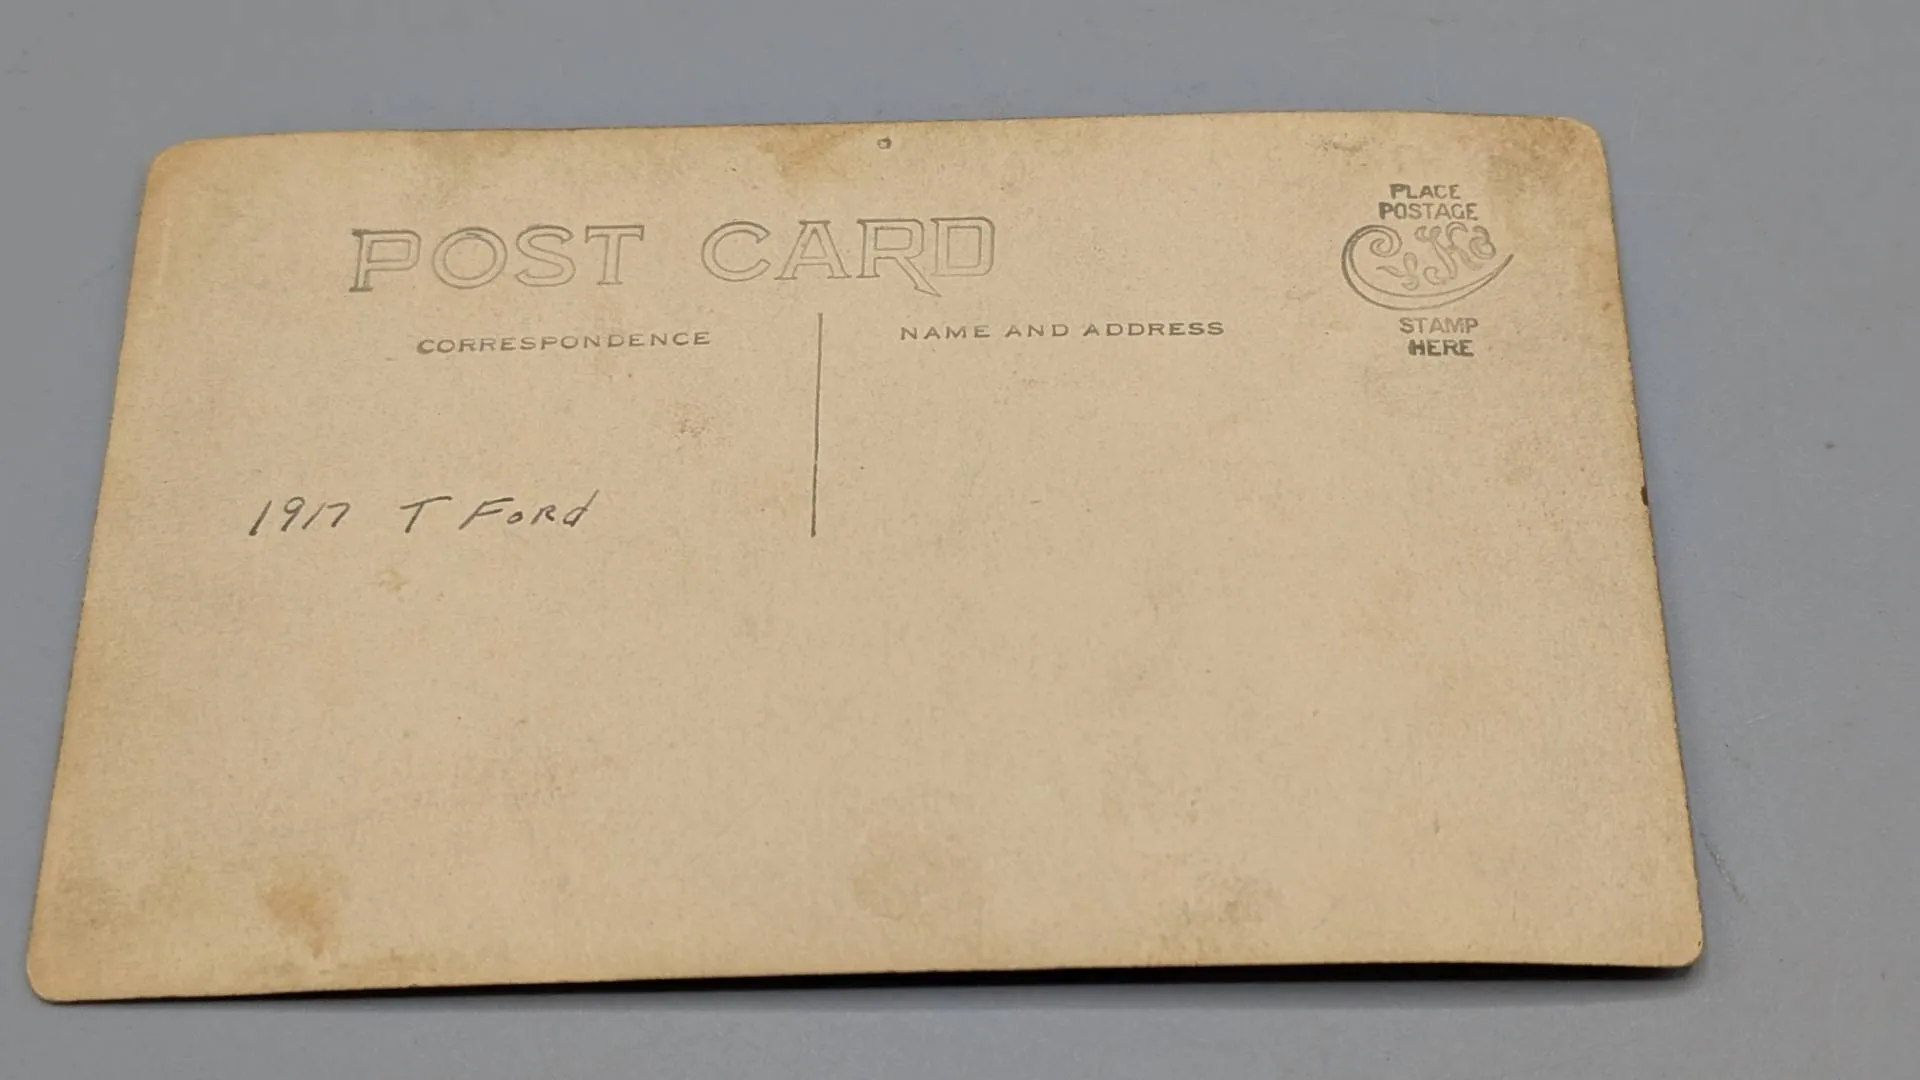 POST CARD
CORRESPONDENCE
NAME AND ADDRESS
PLACE
POSTAGE
STAMP
HERE
1917 T FORd